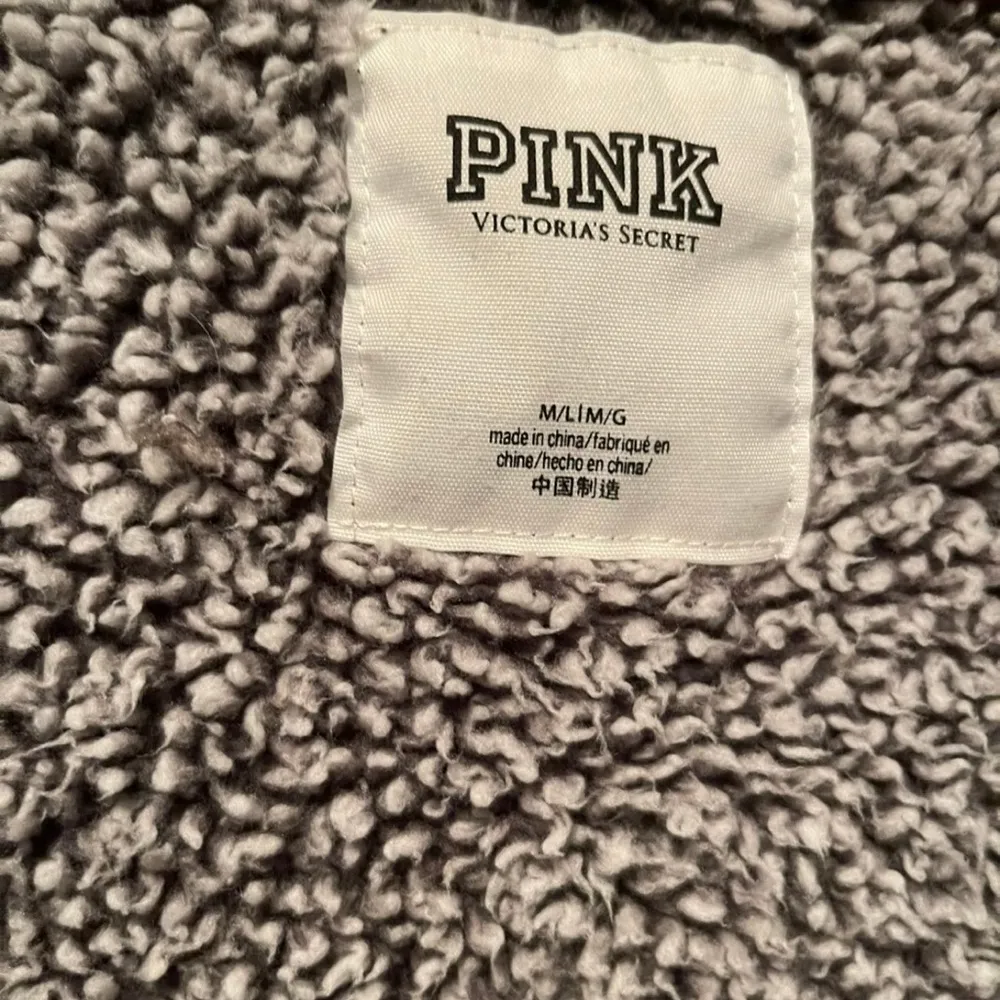 PINK
VICTORIA'S SECRET
M/L|M/G
made in china/fabriqué en
chine/hecho en china/
中国制造